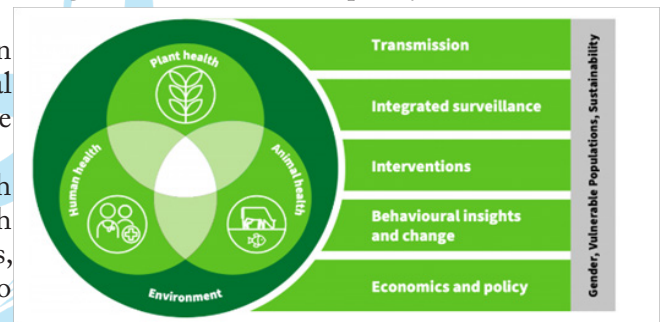 n
al
e
h
h
s,
o
Plant health
Human health
Animal health
Environment
Transmission
Integrated surveillance
Interventions
Behavioural insights
and change
Economics and policy
Gender, Vulnerable Populations, Sustainability